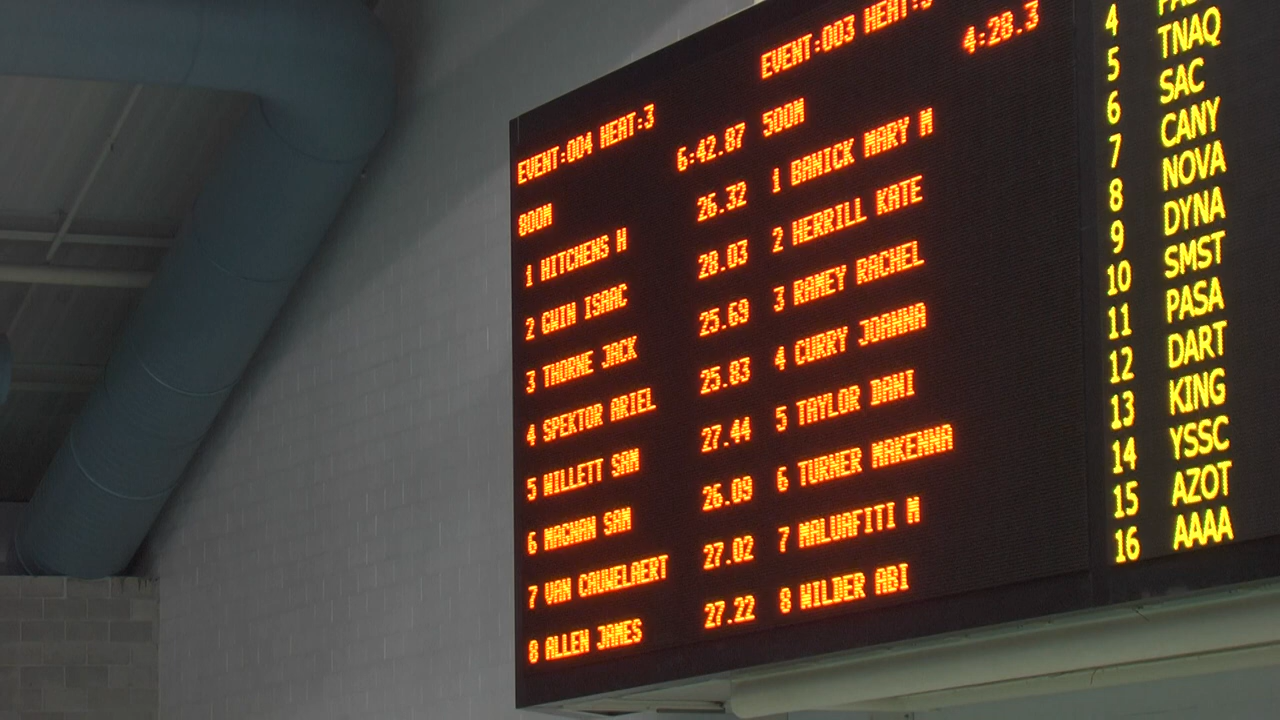 EVENT:004 HEAT:3 6:42.87
800M
1 HITCHENS H 26.32
2 GWIN ISAAC 28.03
3 THORNE JACK 25.69
4 SPEKTOR ARIEL 25.83
5 WILLETT SAM 27.44
6 MAGNAN SAM 26.09
7 VAN CAUWELAERT 27.02
8 ALLEN JAMES 27.22
EVENT:003 4:28.3
500M
1 BANICK MARY M
2 HERRILL KATE
3 RAMEY RACHEL
4 CURRY JOANNA
5 TAYLOR DANI
6 TURNER MAKENNA
7 MALUAFITI M
8 WILDER ABI
4
5 TNAQ
6 SAC
7 CANY
8 NOVA
9 DYNA
10 SMST
11 PASA
12 DART
13 KING
14 YSSC
15 AZOT
16 AAAA